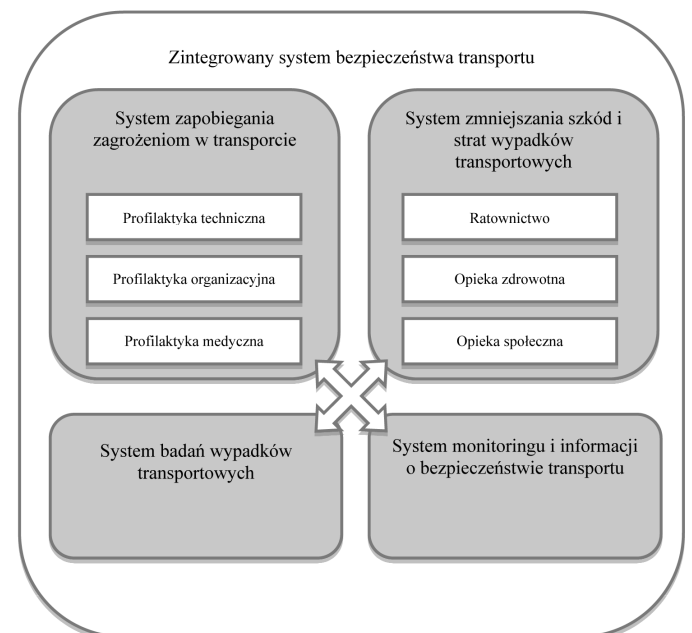 Zintegrowany system bezpieczeństwa transportu
System zapobiegania
zagrożeniom w transporcie
Profilaktyka techniczna
Profilaktyka organizacyjna
Profilaktyka medyczna
System zmniejszania szkód i
strat wypadków
transportowych
Ratownictwo
Opieka zdrowotna
Opieka społeczna
System badań wypadków
transportowych
System monitoringu i informacji
o bezpieczeństwie transportu